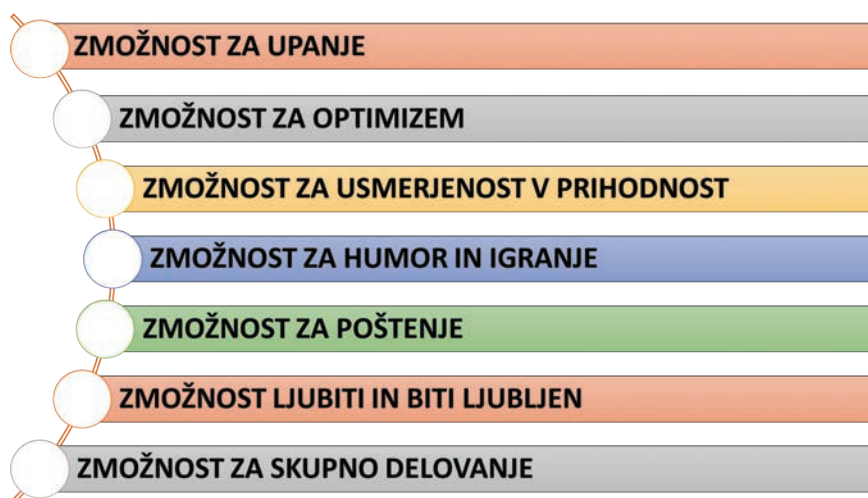 ZMOŽNOST ZA UPANJE
ZMOŽNOST ZA OPTIMIZEM
ZMOŽNOST ZA USMERJENOST V PRIHODNOST
ZMOŽNOST ZA HUMOR IN IGRANJE
ZMOŽNOST ZA POŠTENJE
ZMOŽNOST LJUBITI IN BITI LJUBLJEN
ZMOŽNOST ZA SKUPNO DELOVANJE